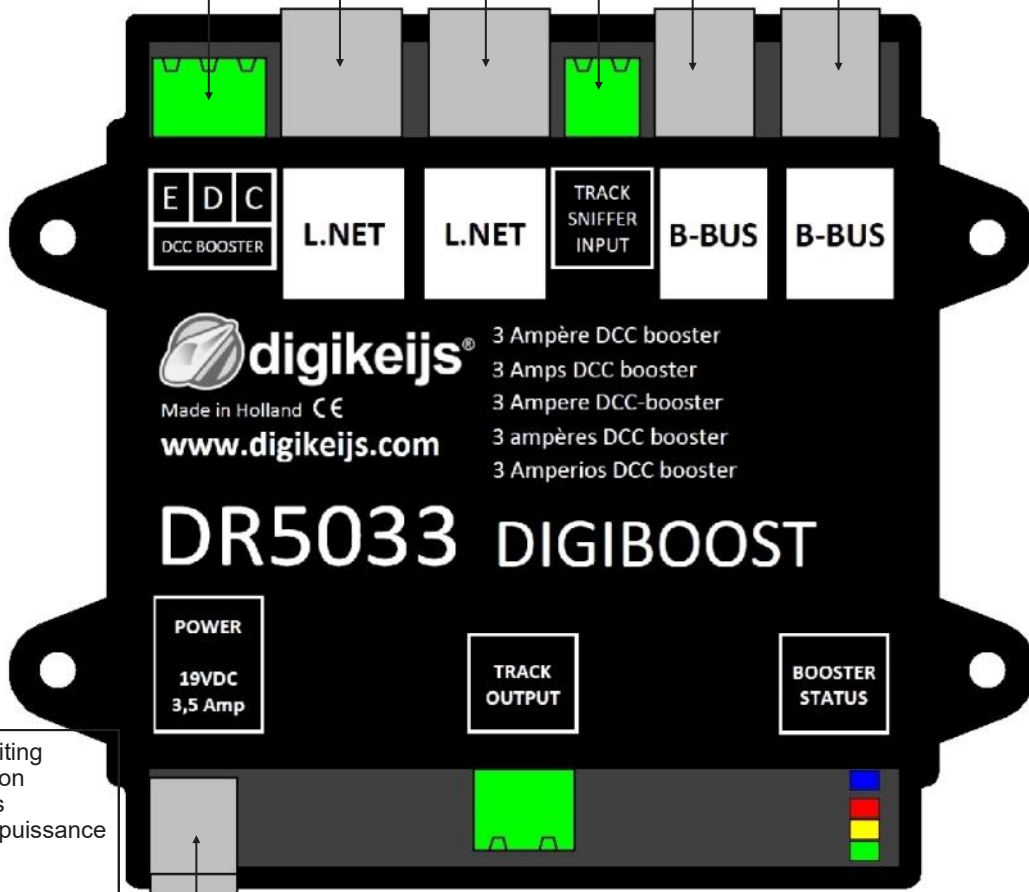 E D C
DCC BOOSTER
L.NET
L.NET
TRACK
SNIFFER
INPUT
B-BUS
B-BUS
digikeijs®
Made in Holland CE
www.digikeijs.com
3 Ampère DCC booster
3 Amps DCC booster
3 Ampere DCC-booster
3 ampères DCC booster
3 Amperios DCC booster
DR5033 DIGIBOOST
POWER
19VDC
3,5 Amp
TRACK
OUTPUT
BOOSTER
STATUS
iting
on
s
puissance